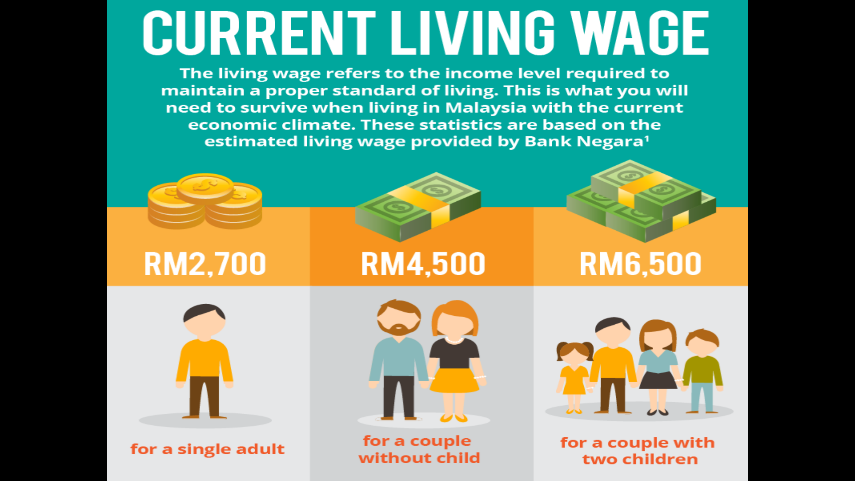 CURRENT LIVING WAGE
The living wage refers to the income level required to
maintain a proper standard of living. This is what you will
need to survive when living in Malaysia with the current
economic climate. These statistics are based on the
estimated living wage provided by Bank Negara¹
RM2,700
RM4,500
RM6,500
for a single adult
for a couple
without child
for a couple with
two children